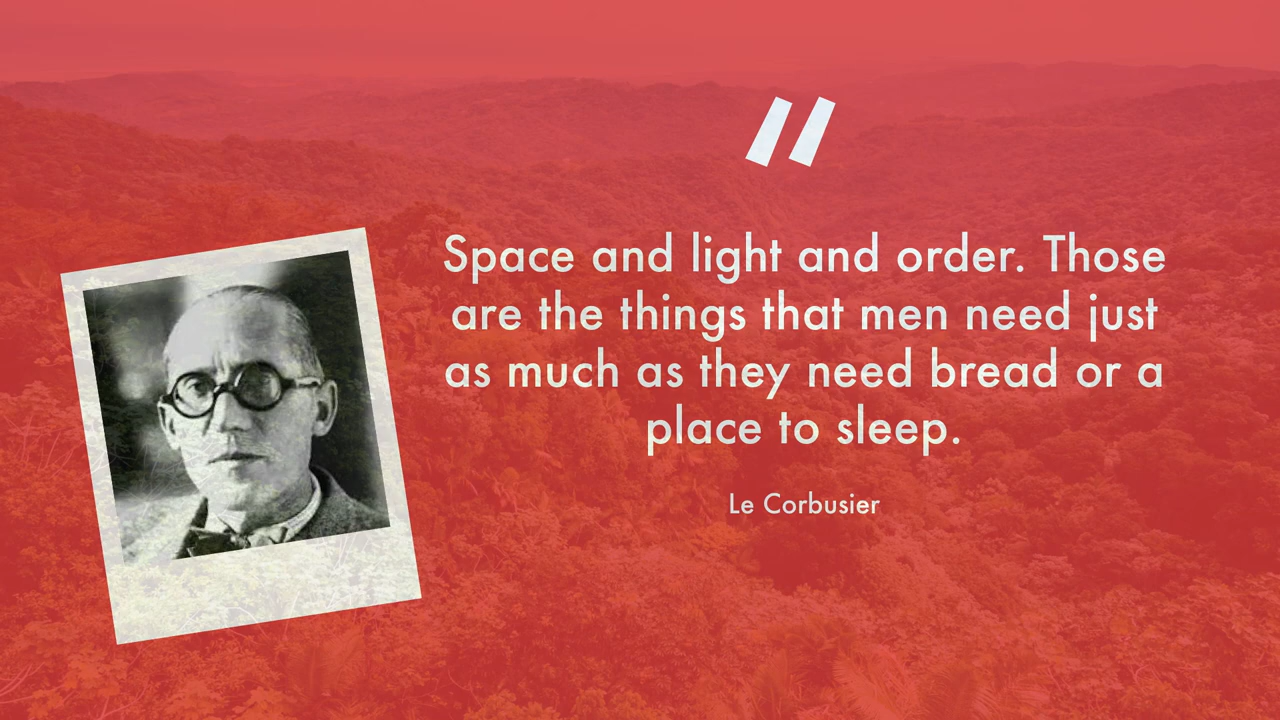 "
Space and light and order. Those
are the things that men need just
as much as they need bread or a
place to sleep.
Le Corbusier